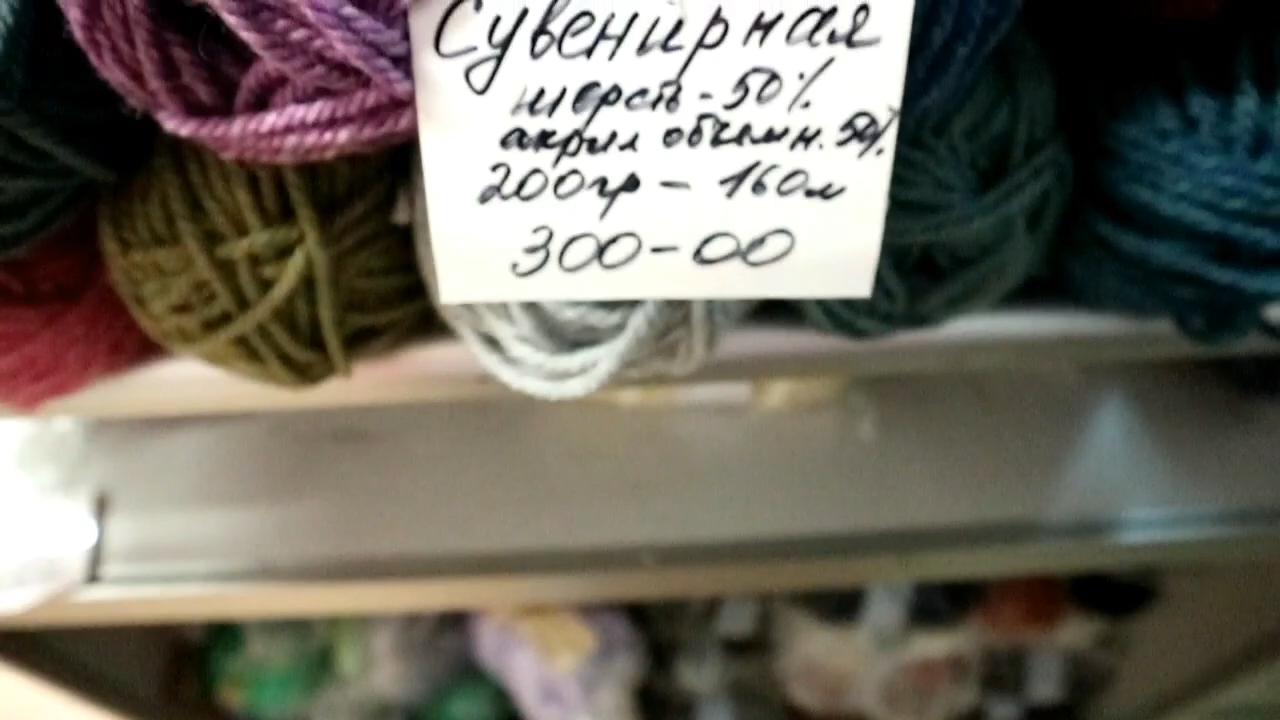 Сувенирная
шерсть - 50%
акрил объемн. 50%
200гр - 160м
300-00